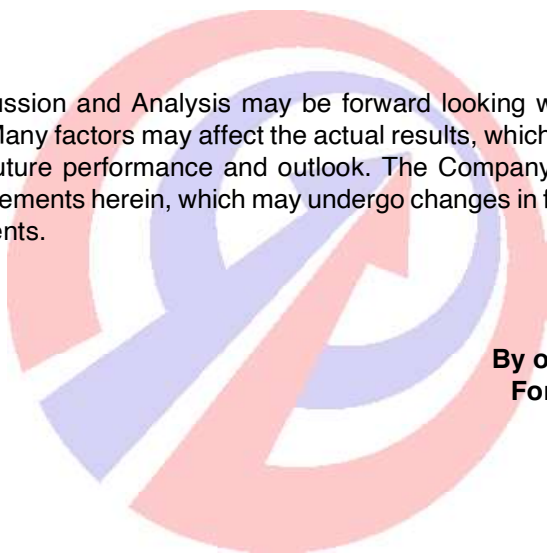 ussion and Analysis may be forward looking w
Many factors may affect the actual results, which
uture performance and outlook. The Company
ements herein, which may undergo changes in f
ents.
By o
For